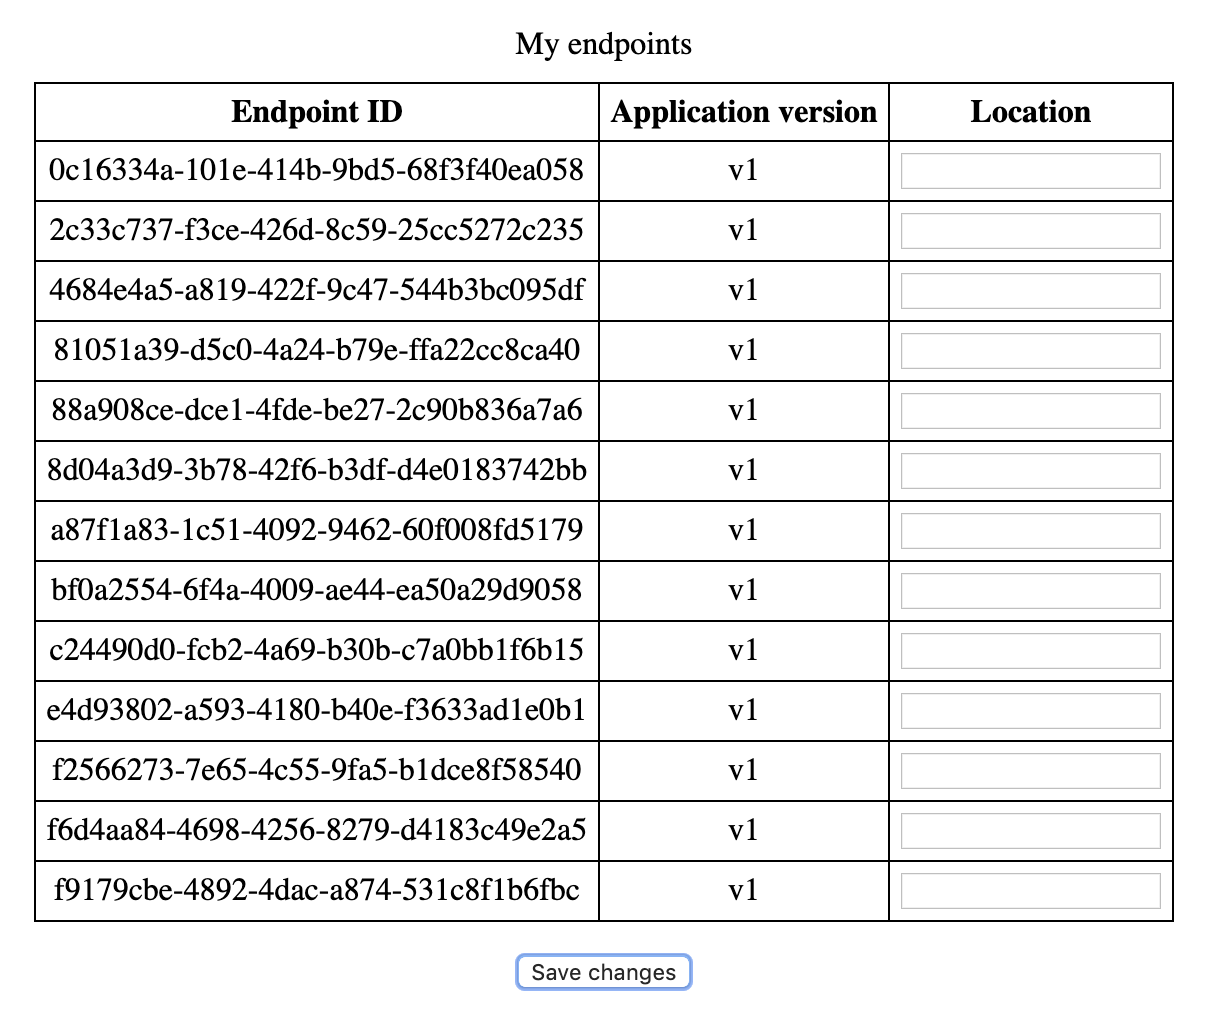 My endpoints
Endpoint ID Application version Location
0c16334a-101e-414b-9bd5-68f3f40ea058 v1
2c33c737-f3ce-426d-8c59-25cc5272c235 v1
4684e4a5-a819-422f-9c47-544b3bc095df v1
81051a39-d5c0-4a24-b79e-ffa22cc8ca40 v1
88a908ce-dce1-4fde-be27-2c90b836a7a6 v1
8d04a3d9-3b78-42f6-b3df-d4e0183742bb v1
a87f1a83-1c51-4092-9462-60f008fd5179 v1
bf0a2554-6f4a-4009-ae44-ea50a29d9058 v1
c24490d0-fcb2-4a69-b30b-c7a0bb1f6b15 v1
e4d93802-a593-4180-b40e-f3633ad1e0b1 v1
f2566273-7e65-4c55-9fa5-b1dce8f58540 v1
f6d4aa84-4698-4256-8279-d4183c49e2a5 v1
f9179cbe-4892-4dac-a874-531c8f1b6fbc v1
Save changes